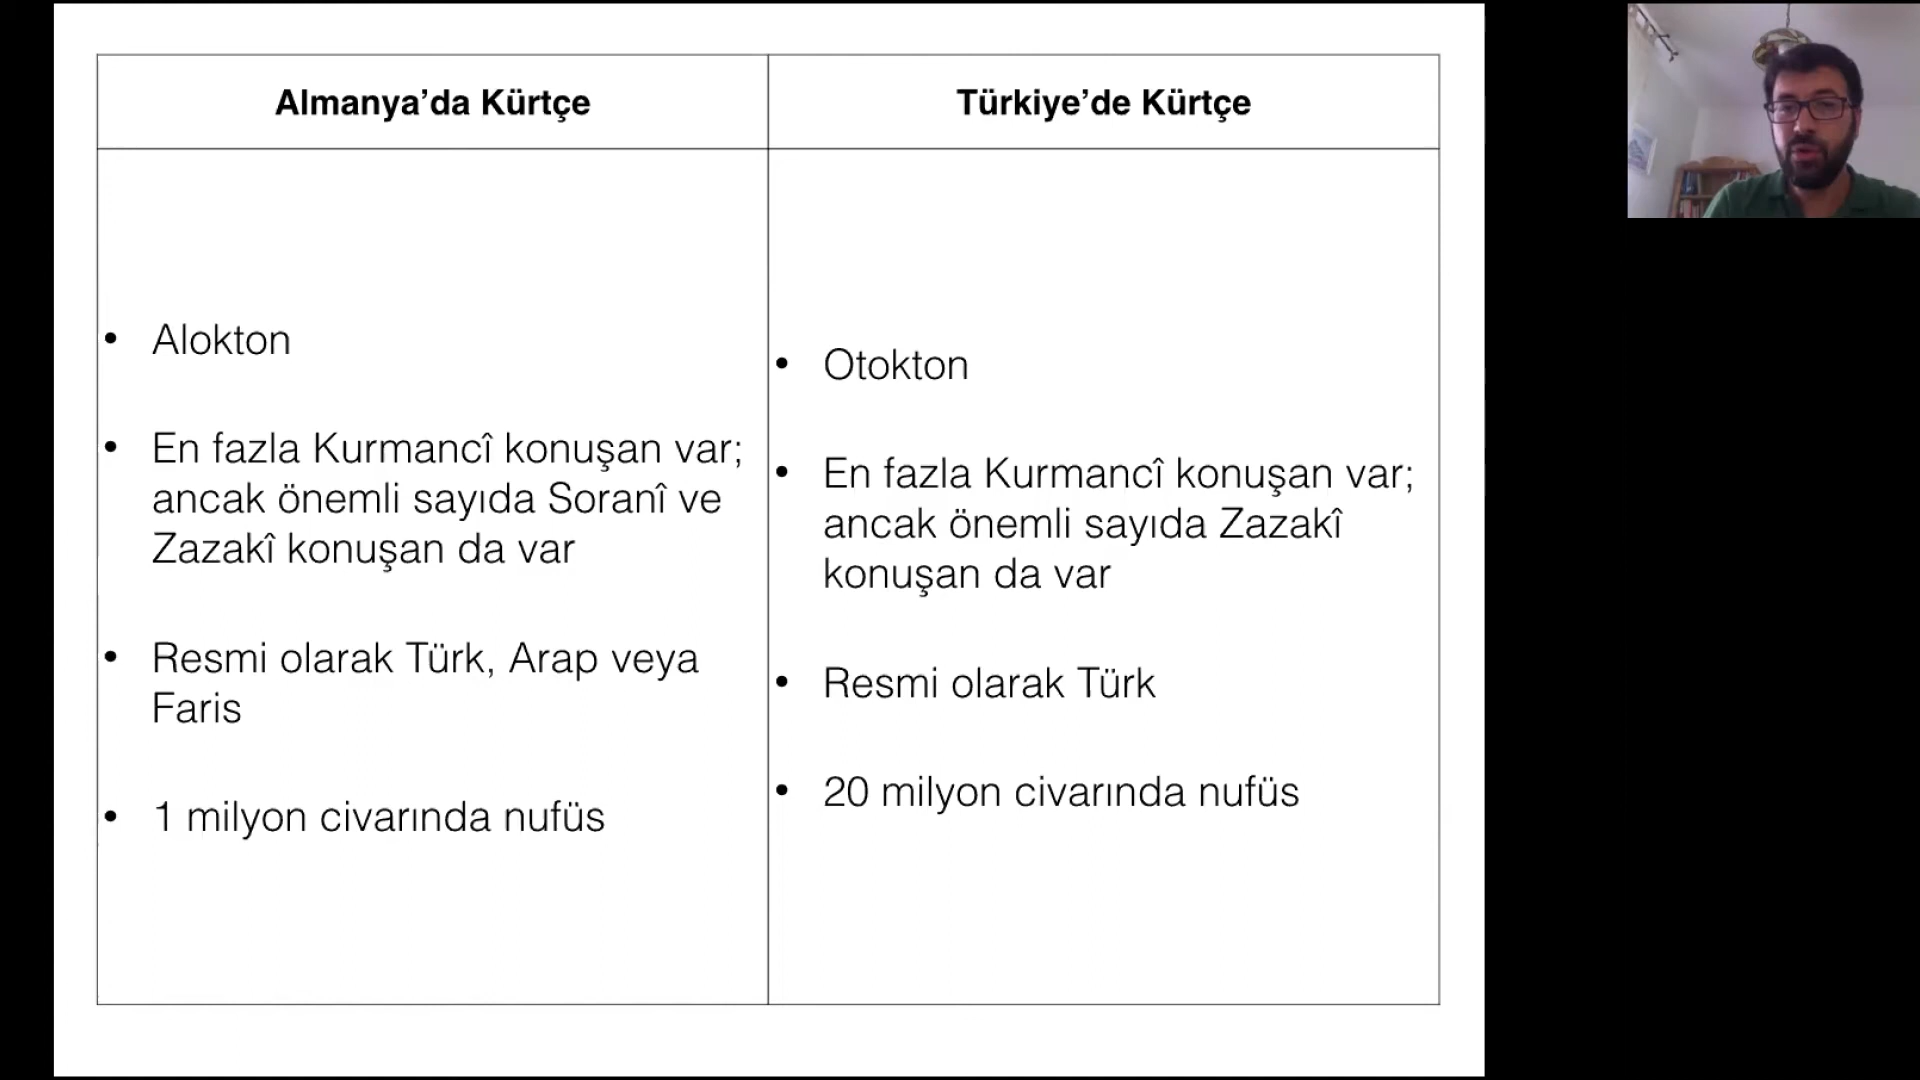 Almanya’da Kürtçe
Türkiye’de Kürtçe
• Alokton
• En fazla Kurmancî konuşan var;
ancak önemli sayıda Soranî ve
Zazakî konuşan da var
• Resmi olarak Türk, Arap veya
Faris
• 1 milyon civarında nufüs
• Otokton
• En fazla Kurmancî konuşan var;
ancak önemli sayıda Zazakî
konuşan da var
• Resmi olarak Türk
• 20 milyon civarında nufüs